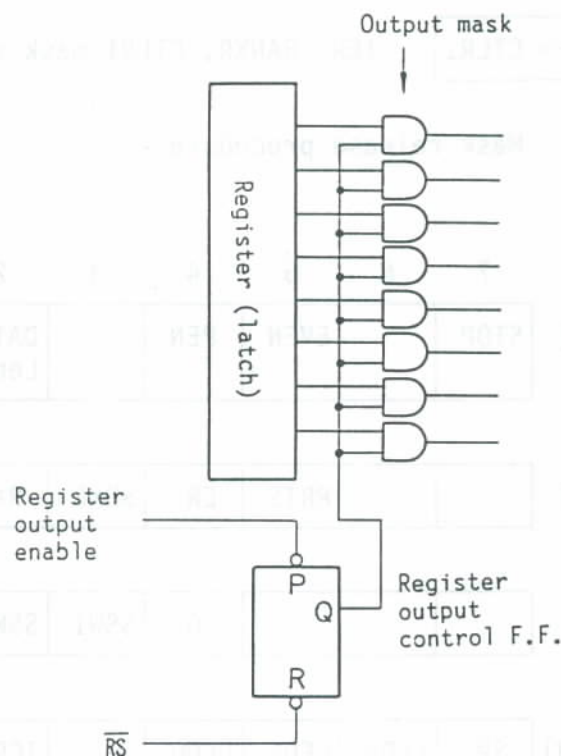 Output mask
Register (latch)
Register
output
enable
P
Q
R
Register
output
control F.F.
RS